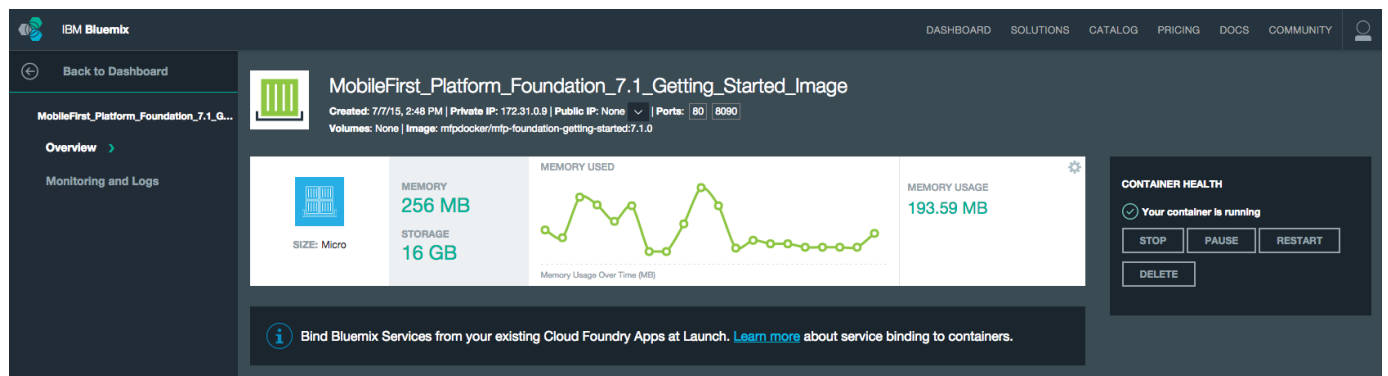 IBM Bluemix
DASHBOARD SOLUTIONS CATALOG PRICING DOCS COMMUNITY
Back to Dashboard
MobileFirst_Platform_Foundation_7.1_G...
Overview
Monitoring and Logs
MobileFirst_Platform_Foundation_7.1_Getting_Started_Image
Created: 7/7/15, 2:48 PM | Private IP: 172.31.0.9 | Public IP: None | Ports: 80 8090
Volumes: None | Image: mfpdocker/mfp-foundation-getting-started:7.1.0
SIZE: Micro
MEMORY
256 MB
STORAGE
16 GB
MEMORY USED
Memory Usage Over Time (MB)
MEMORY USAGE
193.59 MB
CONTAINER HEALTH
Your container is running
STOP PAUSE RESTART
DELETE
Bind Bluemix Services from your existing Cloud Foundry Apps at Launch. Learn more about service binding to containers.